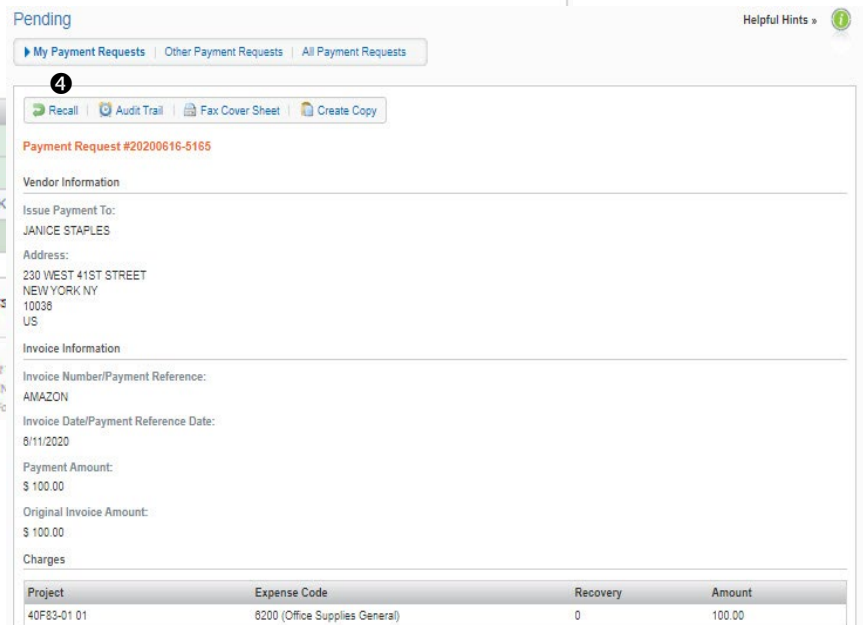 Pending
Helpful Hints »
My Payment Requests | Other Payment Requests | All Payment Requests
4
Recall | Audit Trail | Fax Cover Sheet | Create Copy
Payment Request #20200616-5165
Vendor Information
Issue Payment To:
JANICE STAPLES
Address:
230 WEST 41ST STREET
NEW YORK NY
10036
US
Invoice Information
Invoice Number/Payment Reference:
AMAZON
Invoice Date/Payment Reference Date:
6/11/2020
Payment Amount:
$ 100.00
Original Invoice Amount:
$ 100.00
Charges
Project Expense Code Recovery Amount
40F83-01 01 6200 (Office Supplies General) 0 100.00